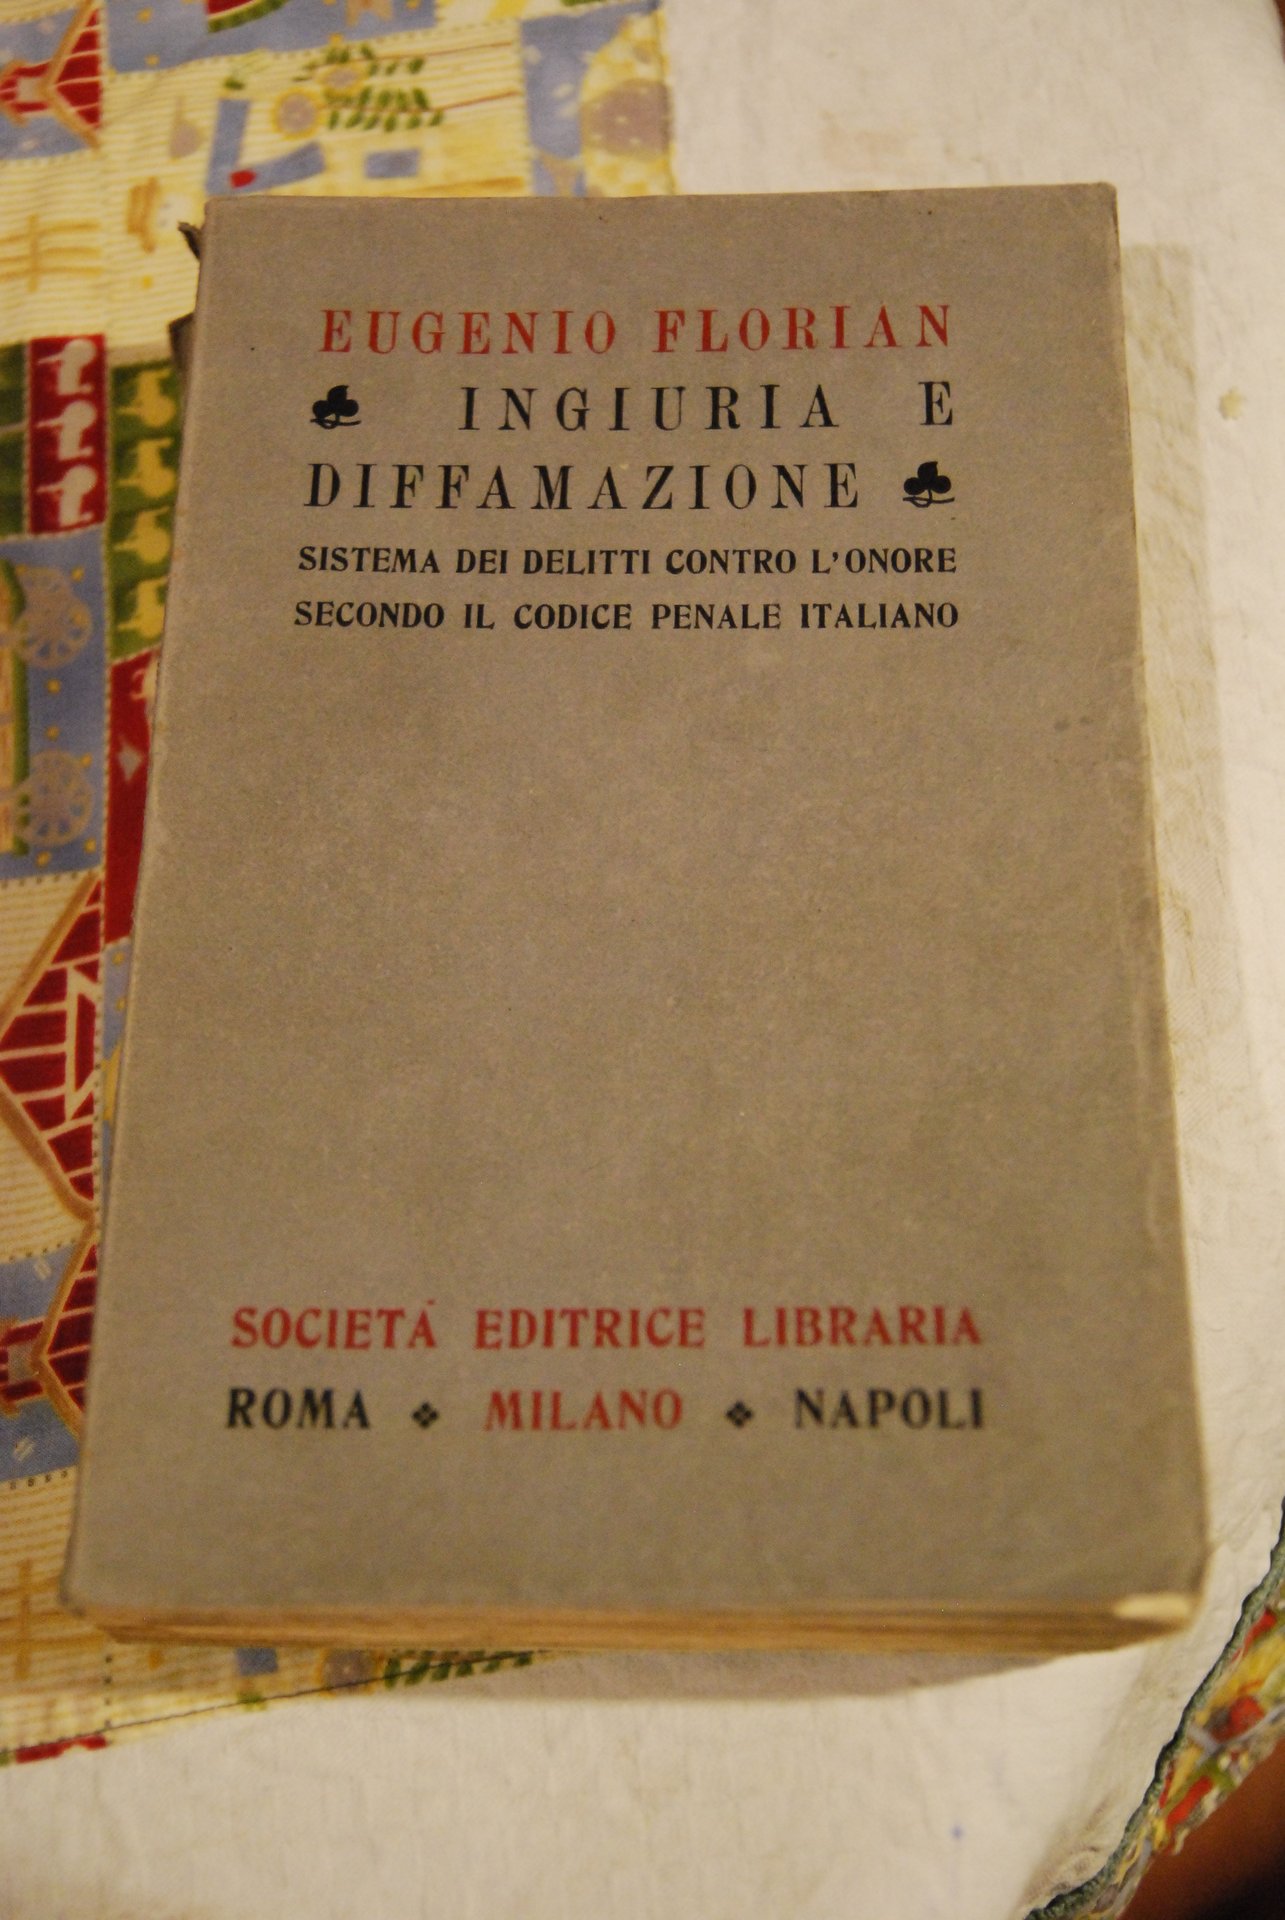 EUGENIO FLORIAN
INGIURIA E
DIFFAMAZIONE
SISTEMA DEI DELITTI CONTRO L'ONORE
SECONDO IL CODICE PENALE ITALIANO
SOCIETÀ EDITRICE LIBRARIA
ROMA ❖ MILANO ❖ NAPOLI